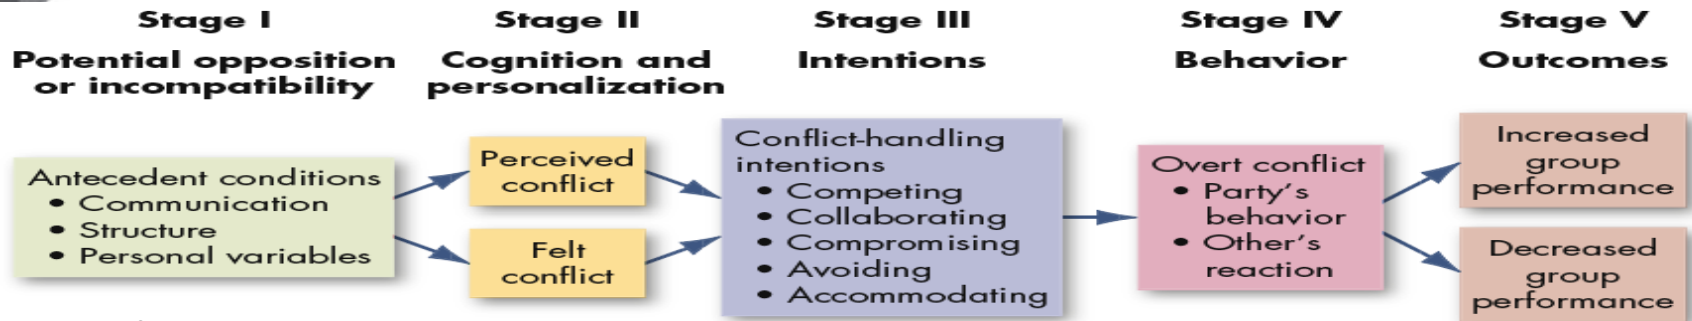 Stage I
Potential opposition
or incompatibility
Stage II
Cognition and
personalization
Stage III
Intentions
Stage IV
Behavior
Stage V
Outcomes
Antecedent conditions
• Communication
• Structure
• Personal variables
Perceived
conflict
Felt
conflict
Conflict-handling
intentions
• Competing
• Collaborating
• Compromising
• Avoiding
• Accommodating
Overt conflict
• Party's
behavior
• Other's
reaction
Increased
group
performance
Decreased
group
performance